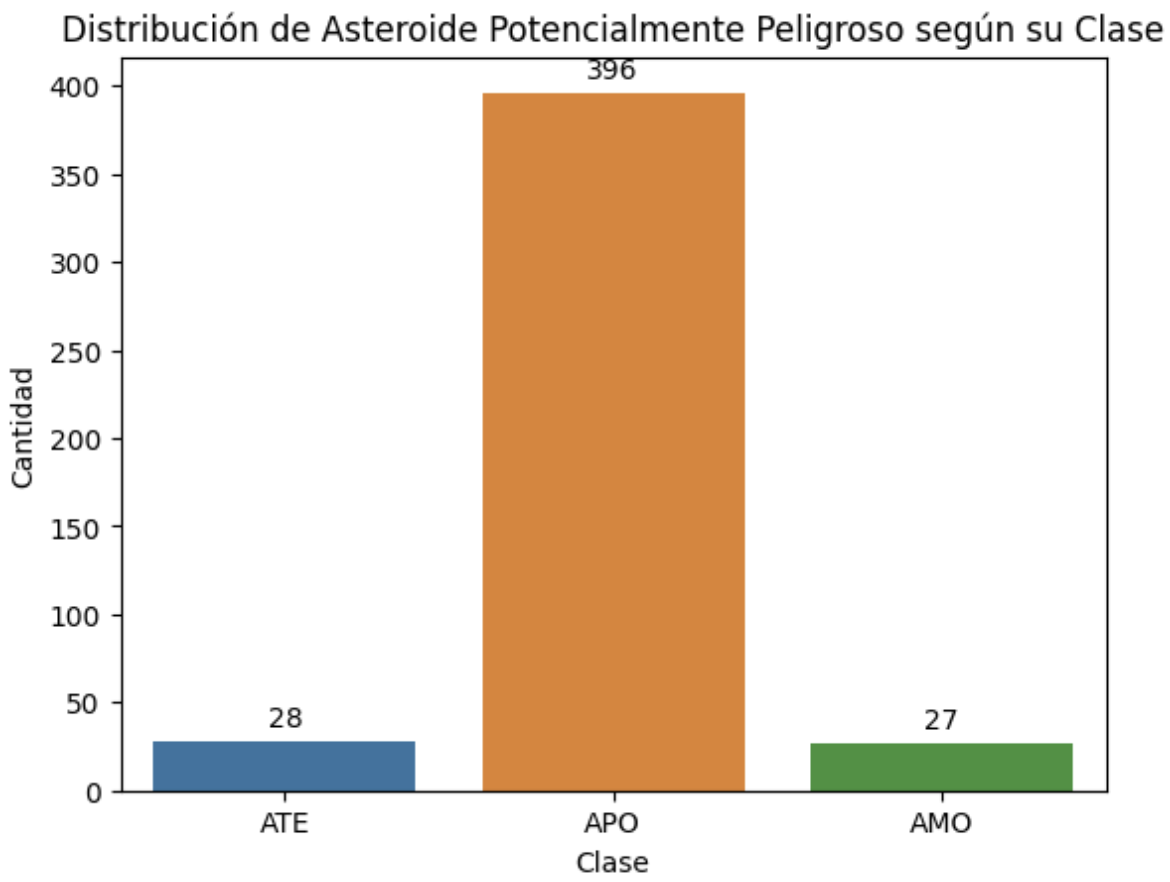 Distribución de Asteroide Potencialmente Peligroso según su Clase
396
400
350
300
250
200
150
100
50
0
Cantidad
28
27
ATE
APO
AMO
Clase